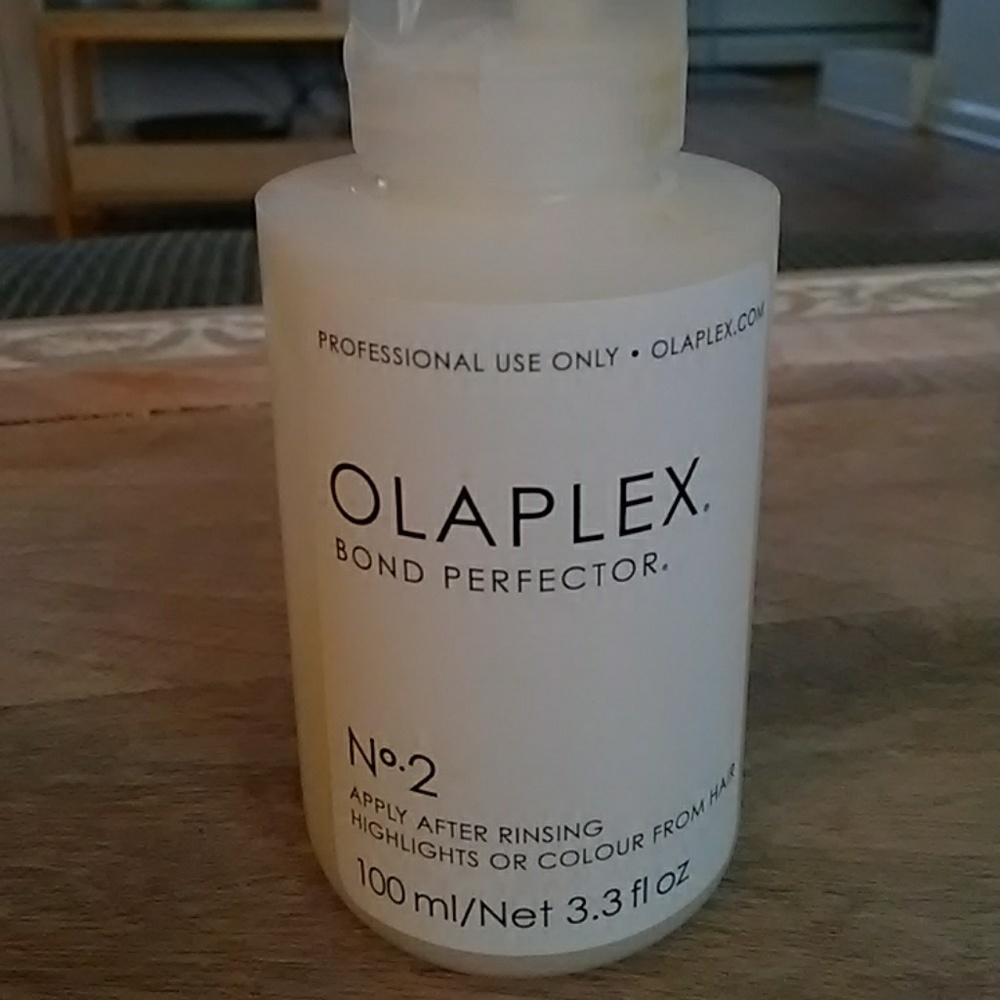 PROFESSIONAL USE ONLY • OLAPLEX.COM
OLAPLEX®
BOND PERFECTOR®
Nº.2
APPLY AFTER RINSING
HIGHLIGHTS OR COLOUR FROM HAIR
100 ml/Net 3.3 fl oz